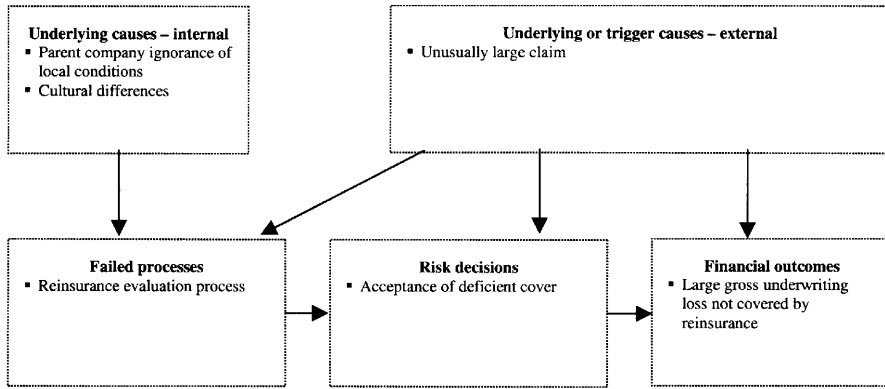 Underlying causes – internal
▪ Parent company ignorance of
local conditions
▪ Cultural differences
Underlying or trigger causes – external
▪ Unusually large claim
Failed processes
▪ Reinsurance evaluation process
Risk decisions
▪ Acceptance of deficient cover
Financial outcomes
▪ Large gross underwriting
loss not covered by
reinsurance